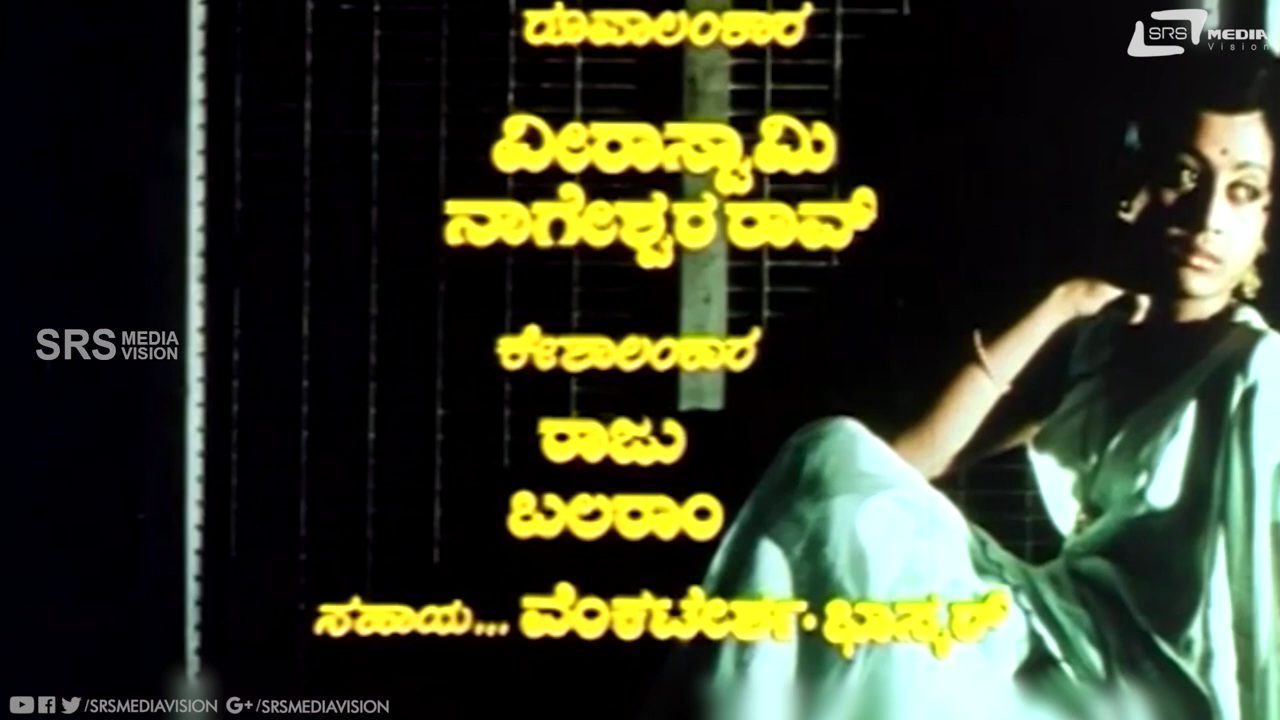 ರೂಪಾಲಂಕಾರ
SRS MEDIA
Vision
ವೀರಾಸ್ವಾಮಿ
ನಾಗೇಶ್ವರ ರಾವ್
SRS MEDIA
VISION
ಕೇಶಾಲಂಕಾರ
ರಾಜು
ಬಲರಾಂ
ಸಹಾಯ... ವೆಂಕಟೇಶ್ · ಭಾಸ್ಕರ್
/SRSMEDIAVISION G+/SRSMEDIAVISION